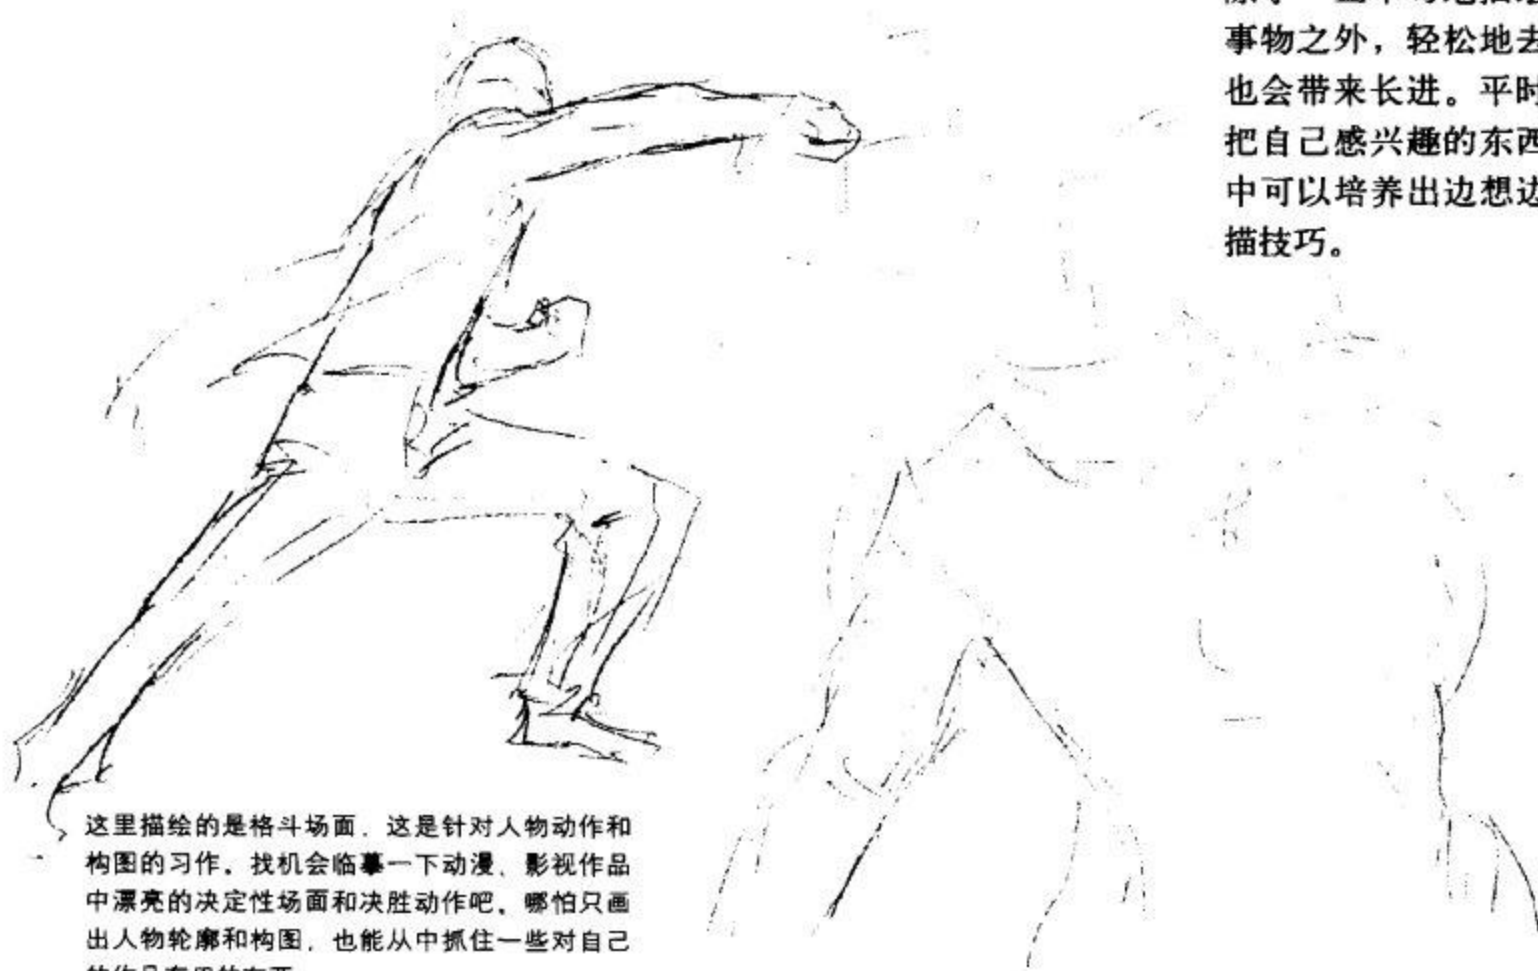 事物之外，轻松地去
也会带来长进。平时
把自己感兴趣的东西
中可以培养出边想边
描技巧。
这里描绘的是格斗场面，这是针对人物动作和
构图的习作。找机会临摹一下动漫、影视作品
中漂亮的决定性场面和决胜动作吧。哪怕只画
出人物轮廓和构图，也能从中抓住一些对自己